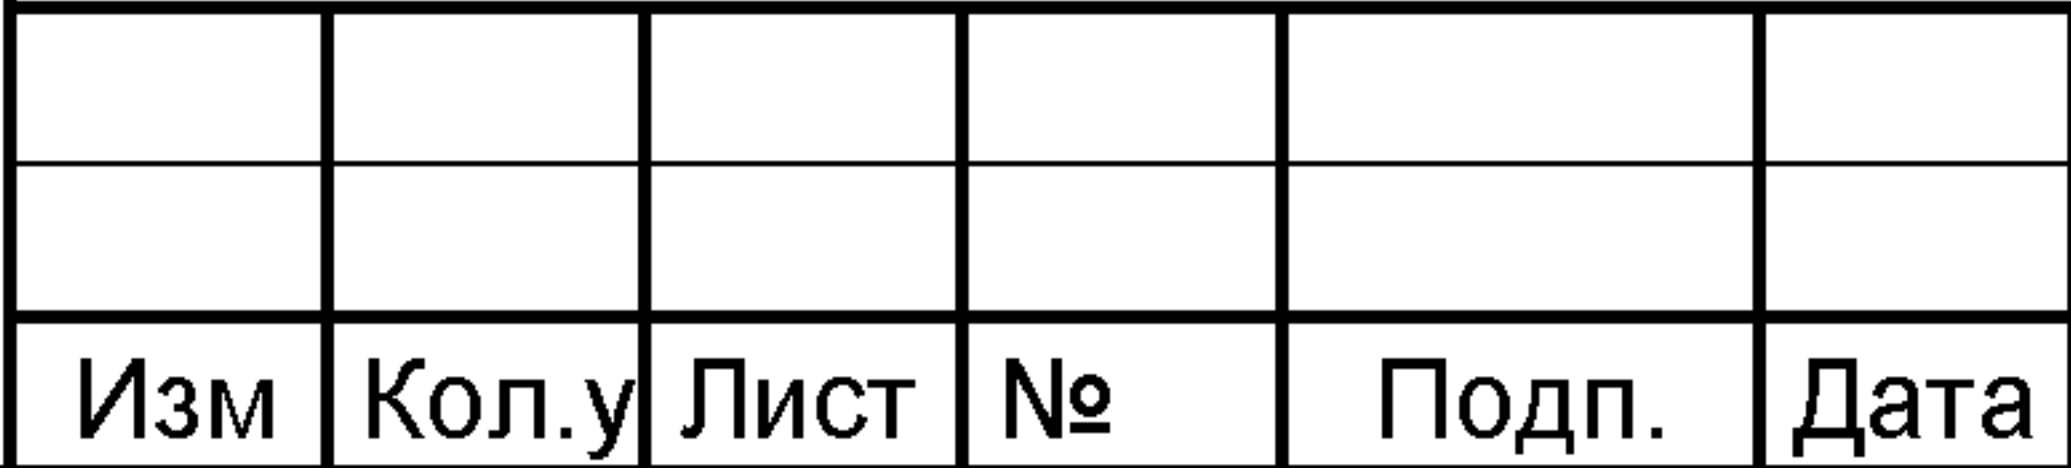 Изм Кол.у Лист № Подп. Дата